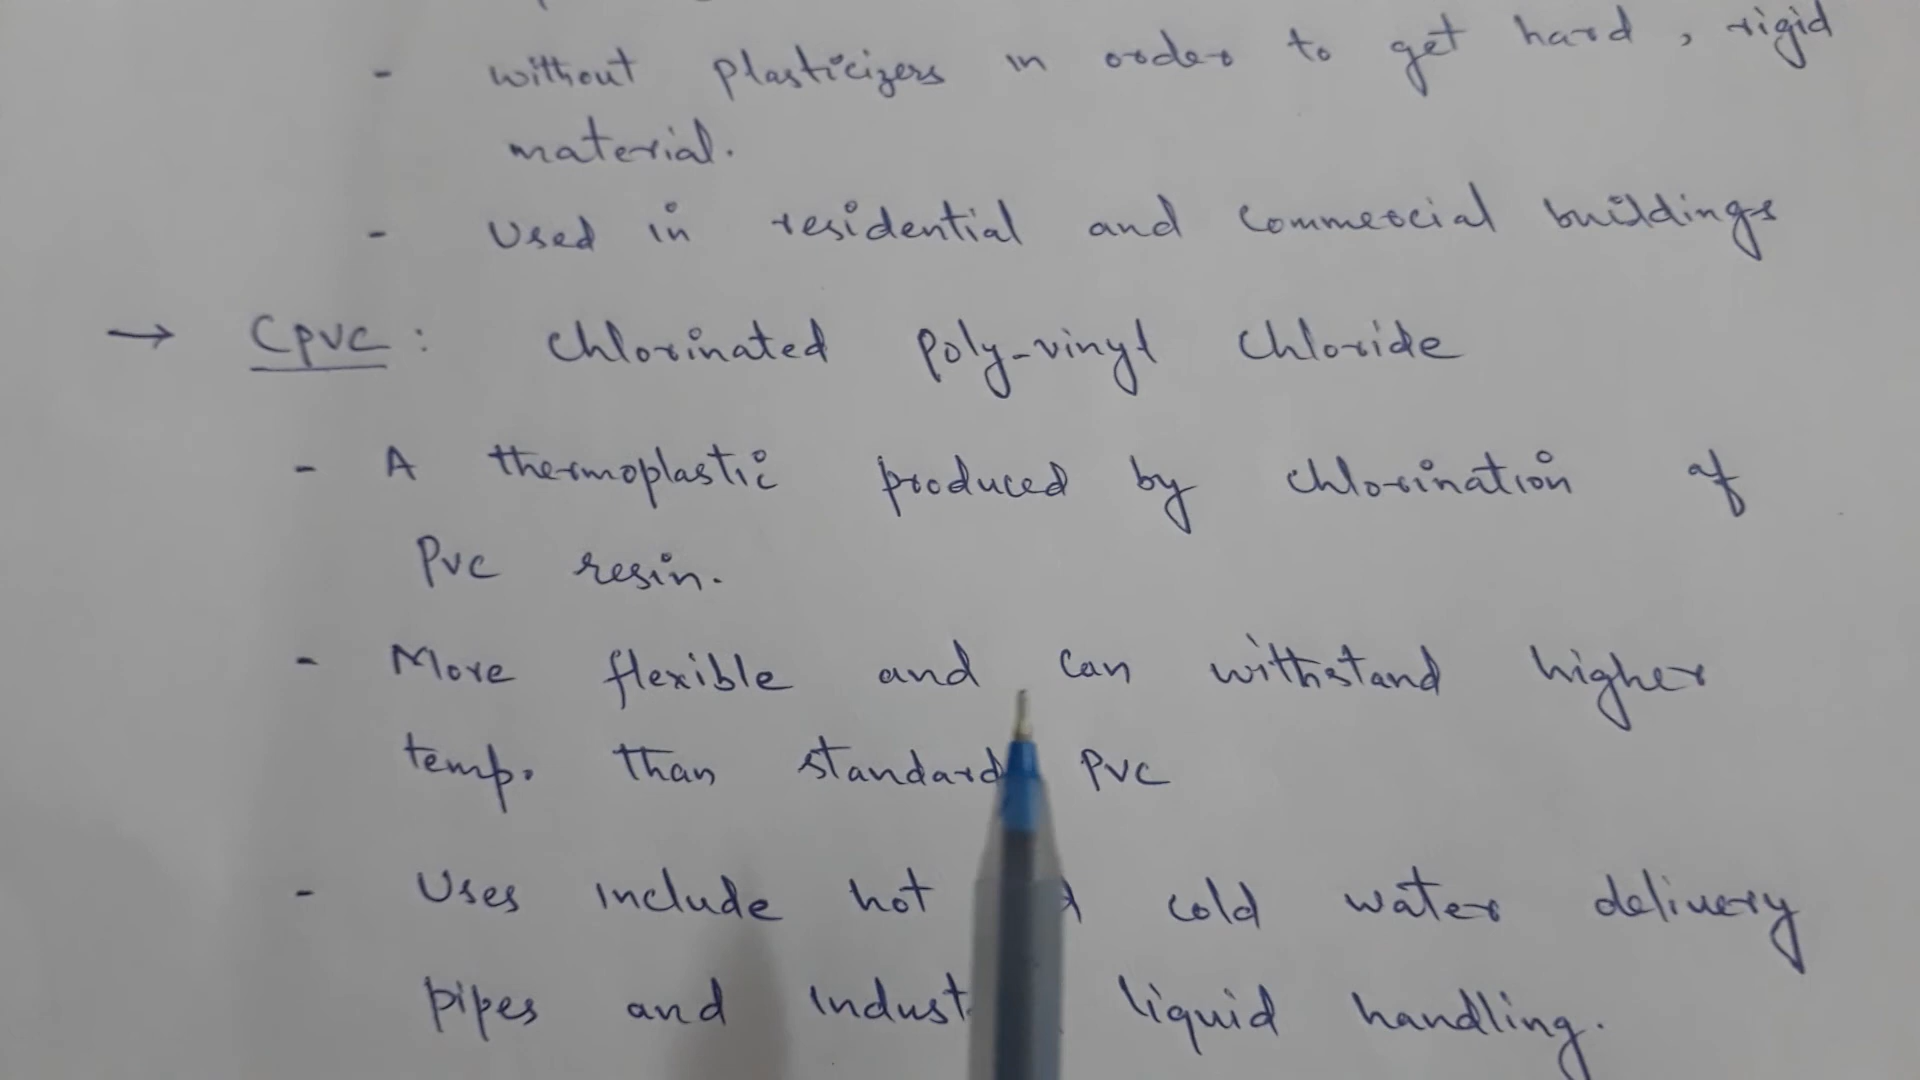 - without plasticizers in order to get hard, rigid
material.
- Used in residential and Commercial buildings
→ CPVC : Chlorinated Poly-vinyl Chloride
- A thermoplastic produced by chlorination of
PVC resin.
- More flexible and can withstand higher
temp. than standard PVC
- Uses include hot cold water delivery
pipes and liquid handling.